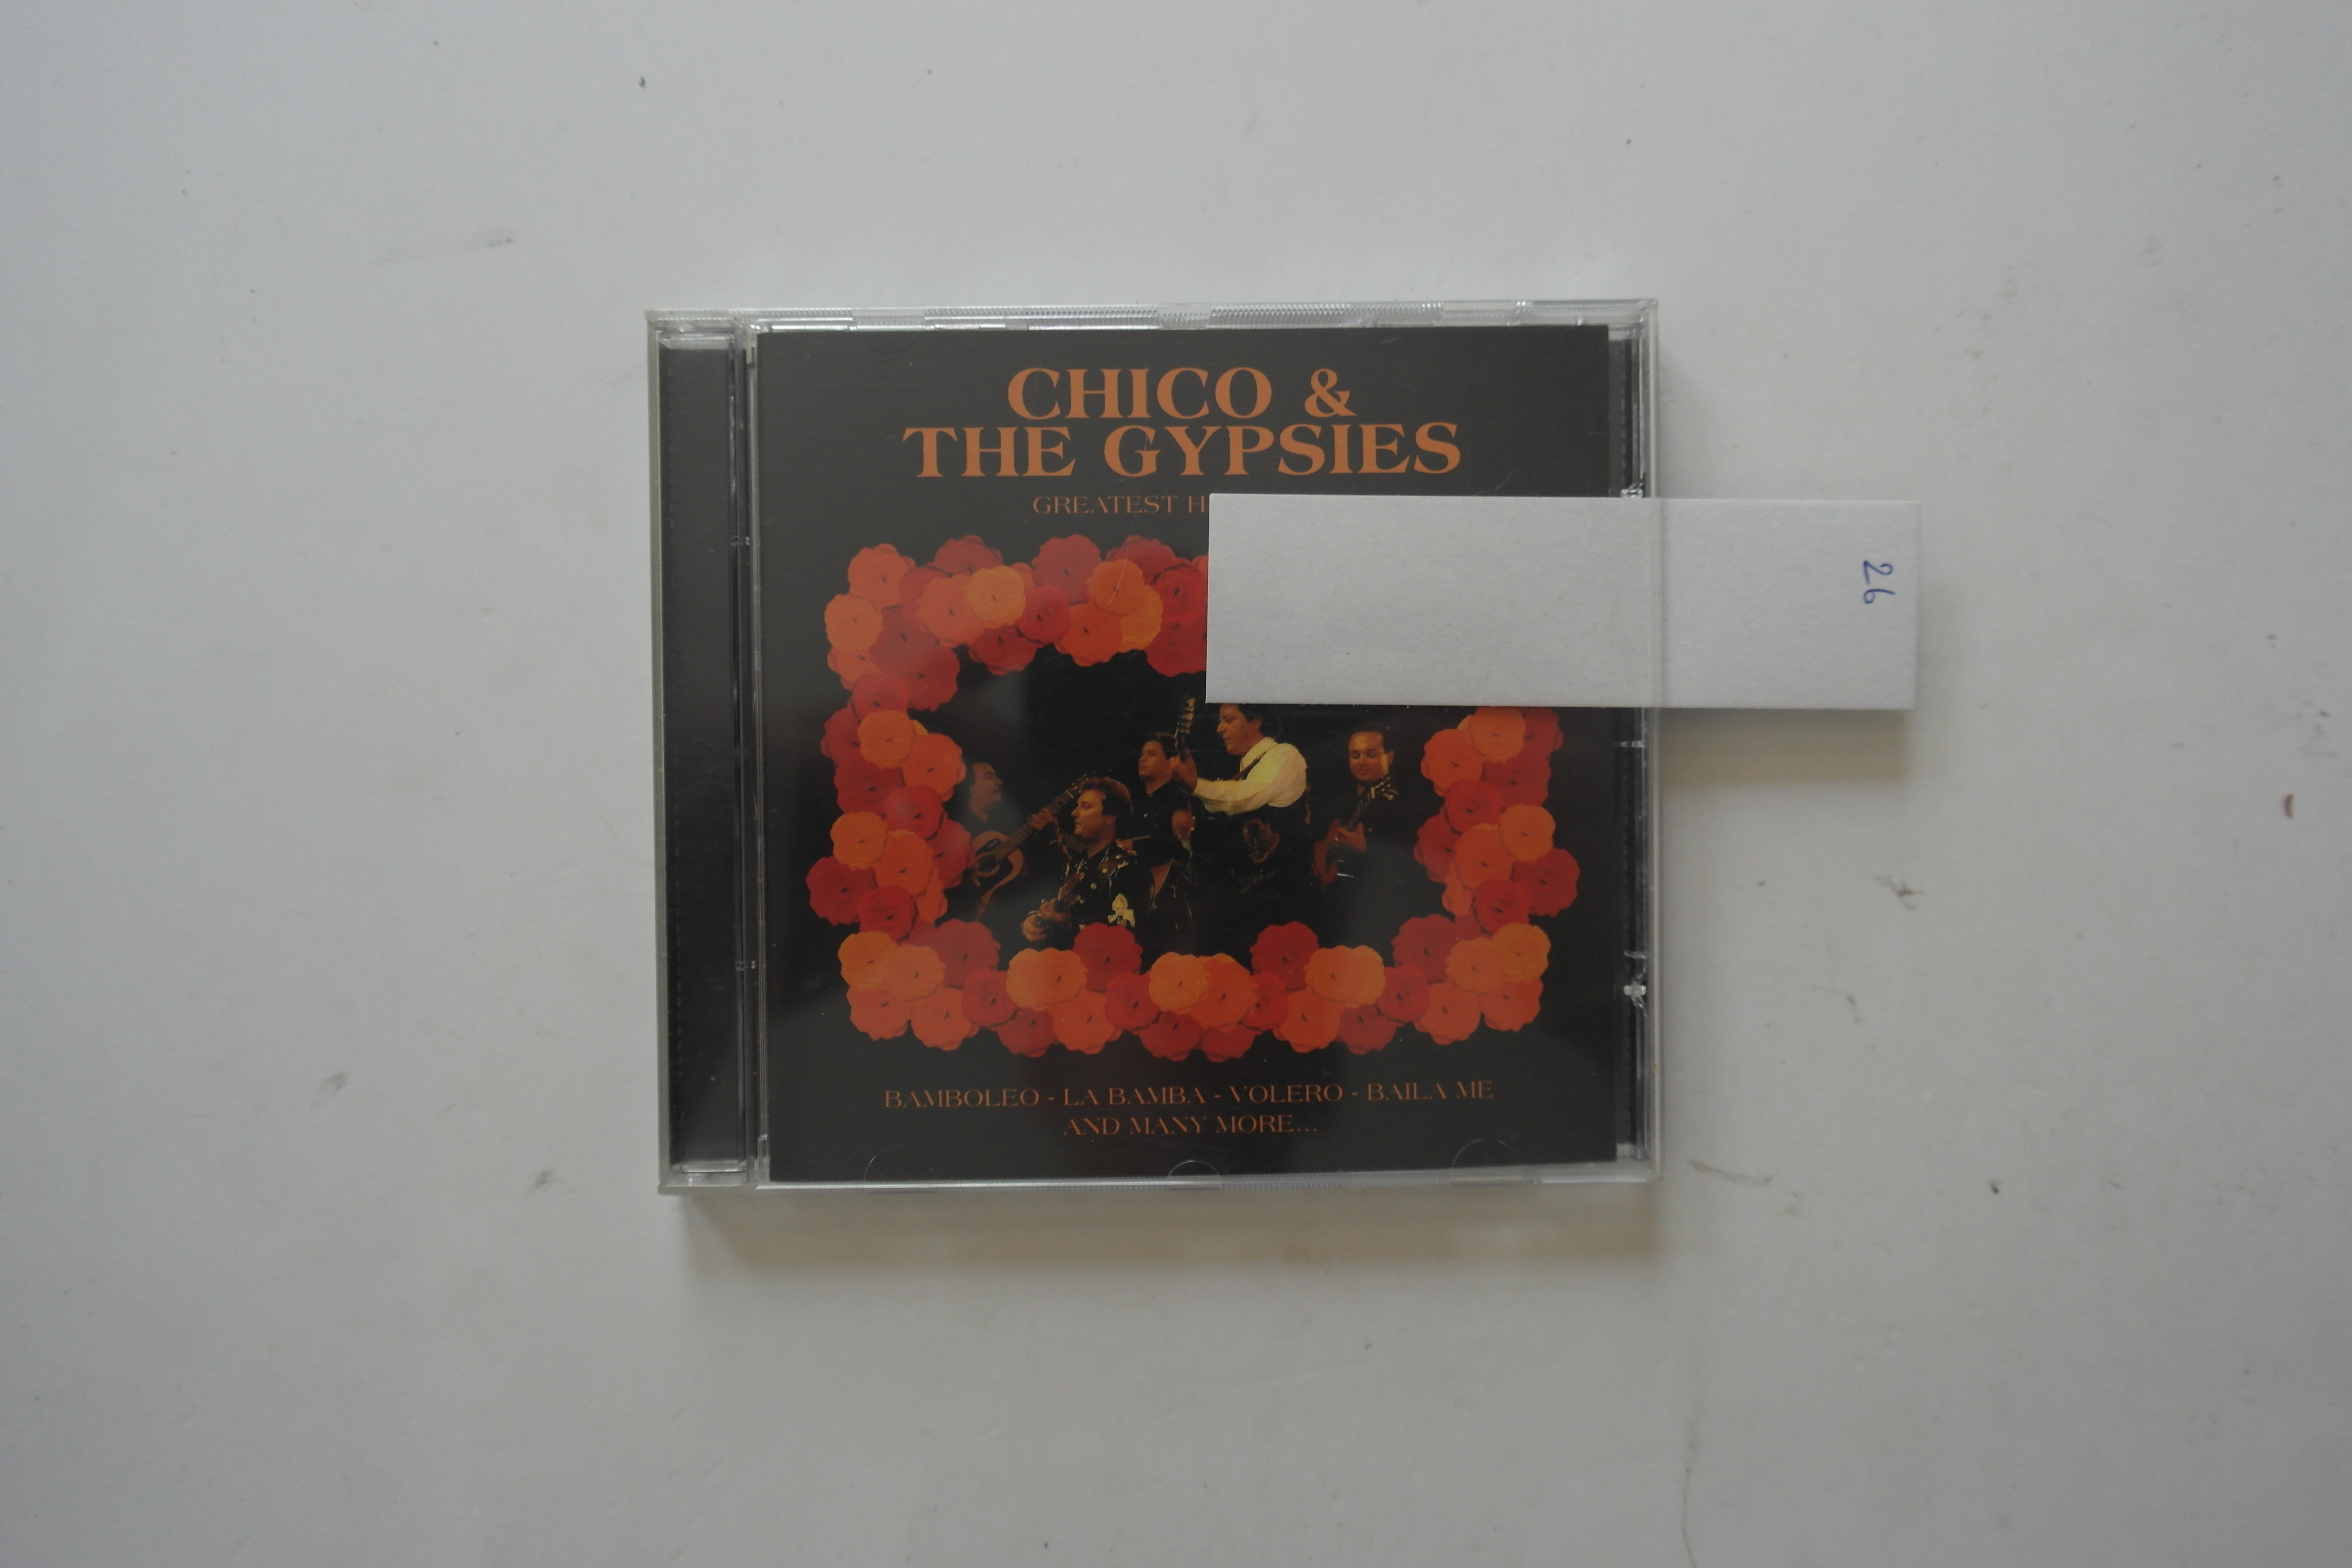 CHICO &
THE GYPSIES
GREATEST H
BAMBOLEO - LA BAMBA - VOLERO - BAILA ME
AND MANY MORE...
26